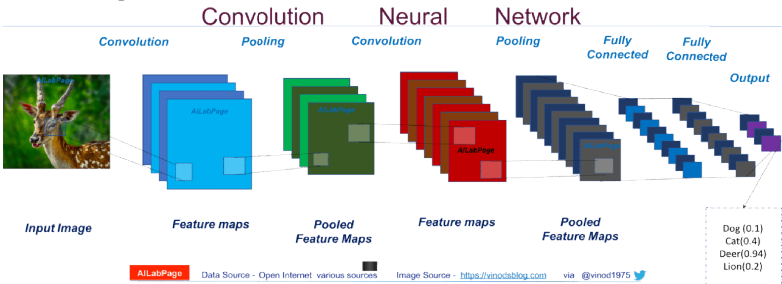 Convolution Neural Network
Convolution Pooling Convolution Pooling Fully Connected Fully Connected Output
AILabPage
AILabPage
AILabPage
AILabPage
Input Image
Feature maps
Pooled
Feature Maps
Feature maps
Pooled
Feature Maps
Dog (0.1)
Cat(0.4)
Deer(0.94)
Lion(0.2)
AILabPage Data Source - Open Internet various sources Image Source - https://vinodsblog.com via @vinod1975